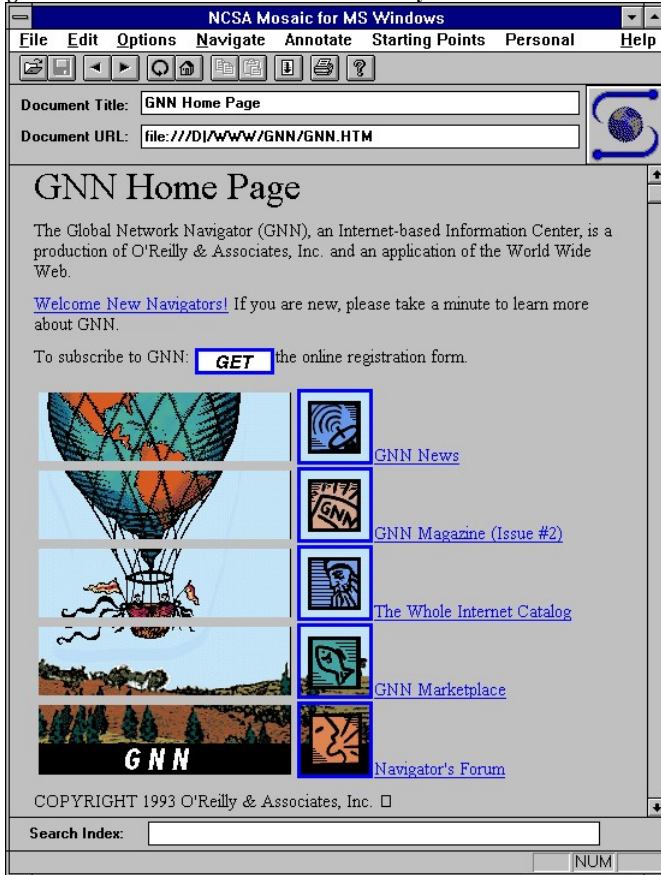 NCSA Mosaic for MS Windows
File Edit Options Navigate Annotate Starting Points Personal Help
Document Title: GNN Home Page
Document URL: file:///D|/WWW/GNN/GNN.HTM
GNN Home Page
The Global Network Navigator (GNN), an Internet-based Information Center, is a
production of O'Reilly & Associates, Inc. and an application of the World Wide
Web.
Welcome New Navigators! If you are new, please take a minute to learn more
about GNN.
To subscribe to GNN: GET the online registration form.
GNN News
GNN
GNN Magazine (Issue #2)
The Whole Internet Catalog
GNN Marketplace
GNN
Navigator's Forum
COPYRIGHT 1993 O'Reilly & Associates, Inc. □
Search Index:
NUM